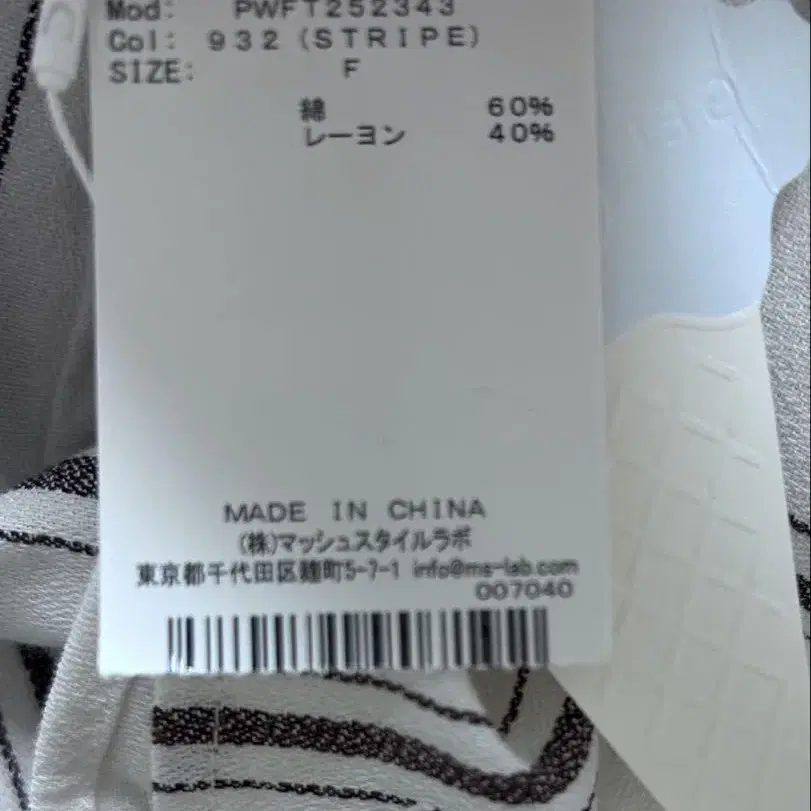 Mod: PWFT252343
Col: 932 (STRIPE)
SIZE: F
綿 60%
レーヨン 40%
MADE IN CHINA
(株)マッシュスタイルラボ
東京都千代田区麹町5-7-1 info@ms-lab.com
007040